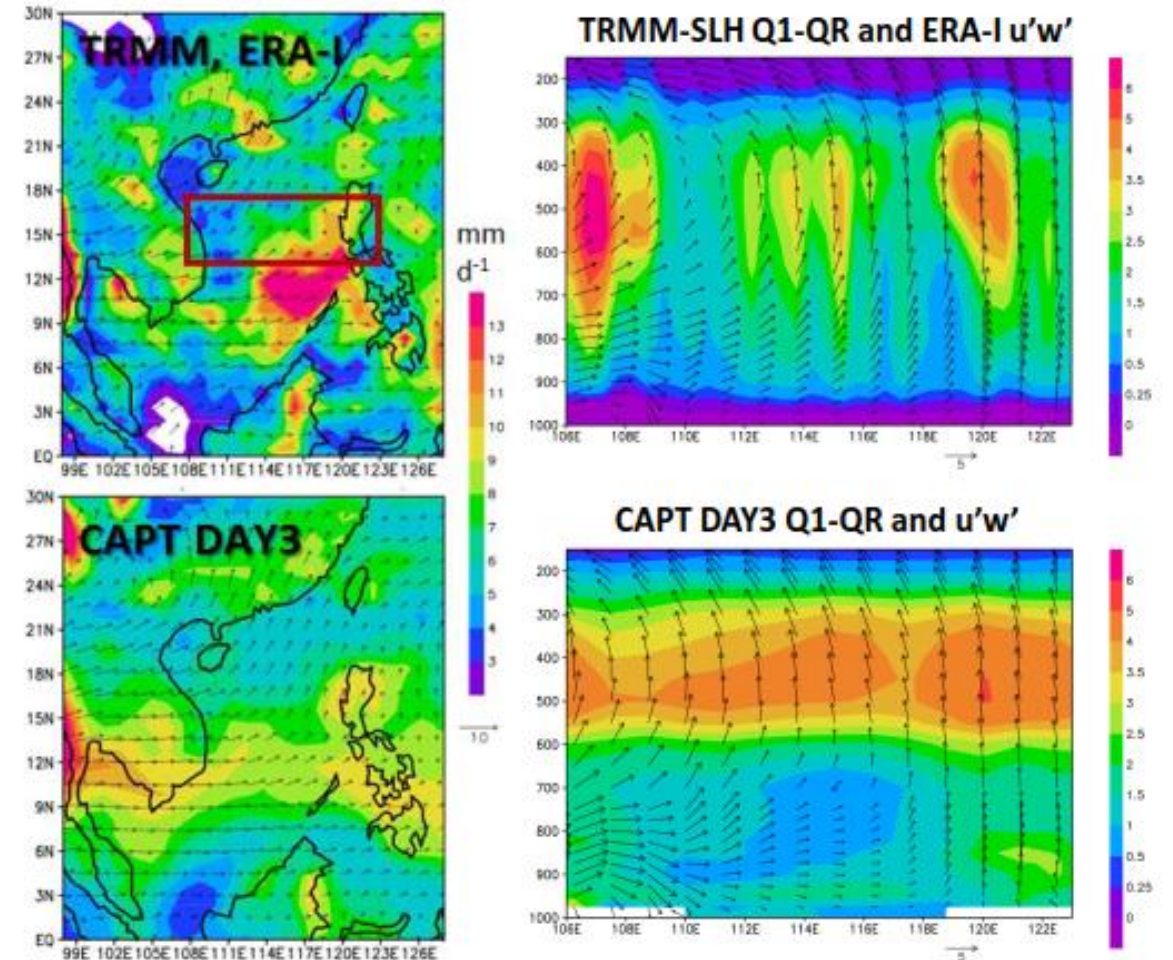 TRMM, ERA-I
30N
27N
24N
21N
18N
15N
12N
9N
6N
3N
EQ
99E 102E 105E 108E 111E 114E 117E 120E 123E 126E
mm
d-1
13
12
11
10
9
8
7
6
5
4
3
10
TRMM-SLH Q1-QR and ERA-I u'w'
200
300
400
500
600
700
800
900
1000
106E 108E 110E 112E 114E 116E 118E 120E 122E
5
6
5
4
3.5
3
2.5
2
1.5
1
0.5
0.25
0
CAPT DAY3
30N
27N
24N
21N
18N
15N
12N
9N
6N
3N
EQ
99E 102E 105E 108E 111E 114E 117E 120E 123E 126E
CAPT DAY3 Q1-QR and u'w'
200
300
400
500
600
700
800
900
1000
106E 108E 110E 112E 114E 116E 118E 120E 122E
5
6
5
4
3.5
3
2.5
2
1.5
1
0.5
0.25
0